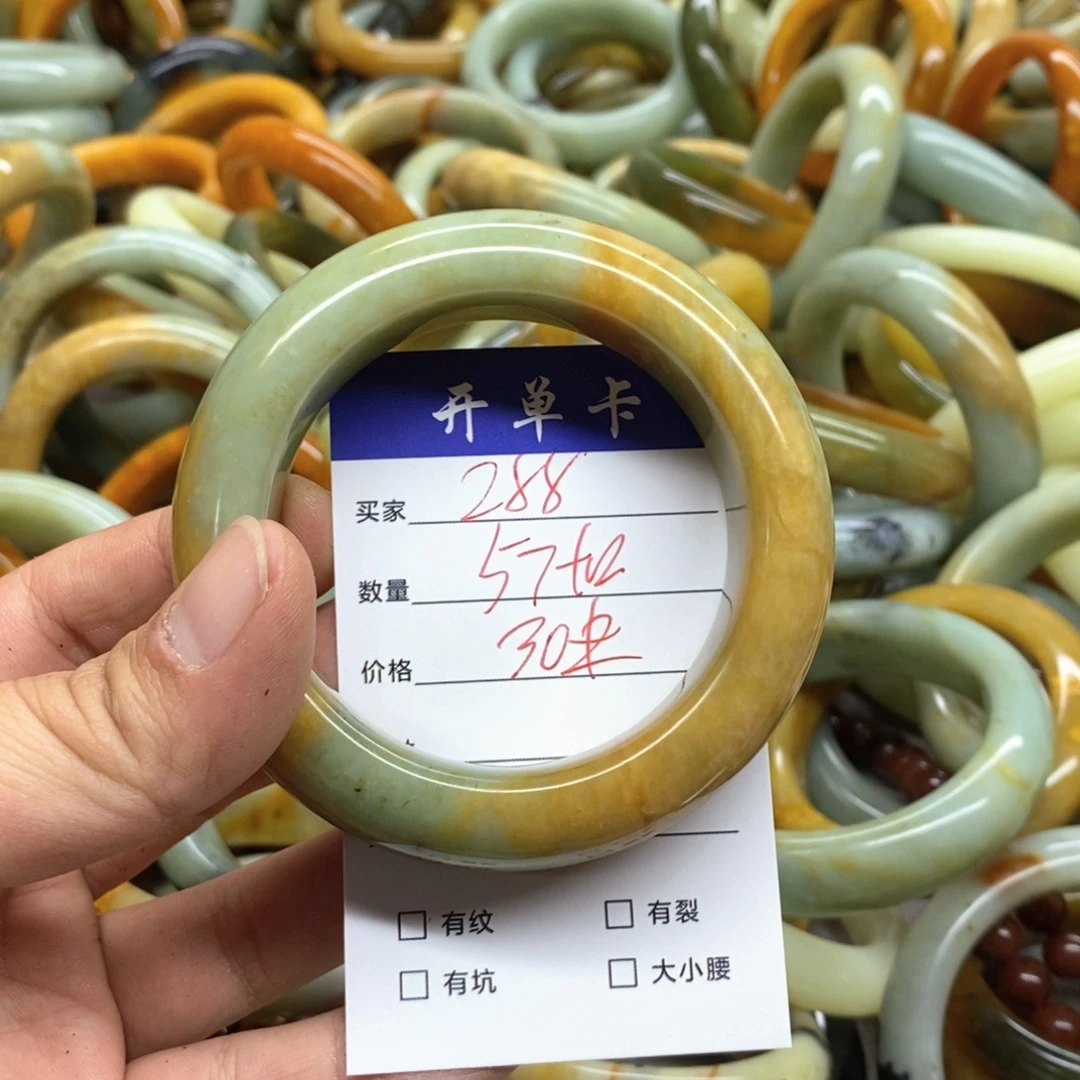 开单卡
买家 288
数量 57
价格 30
有纹 有裂
有坑 大小腰